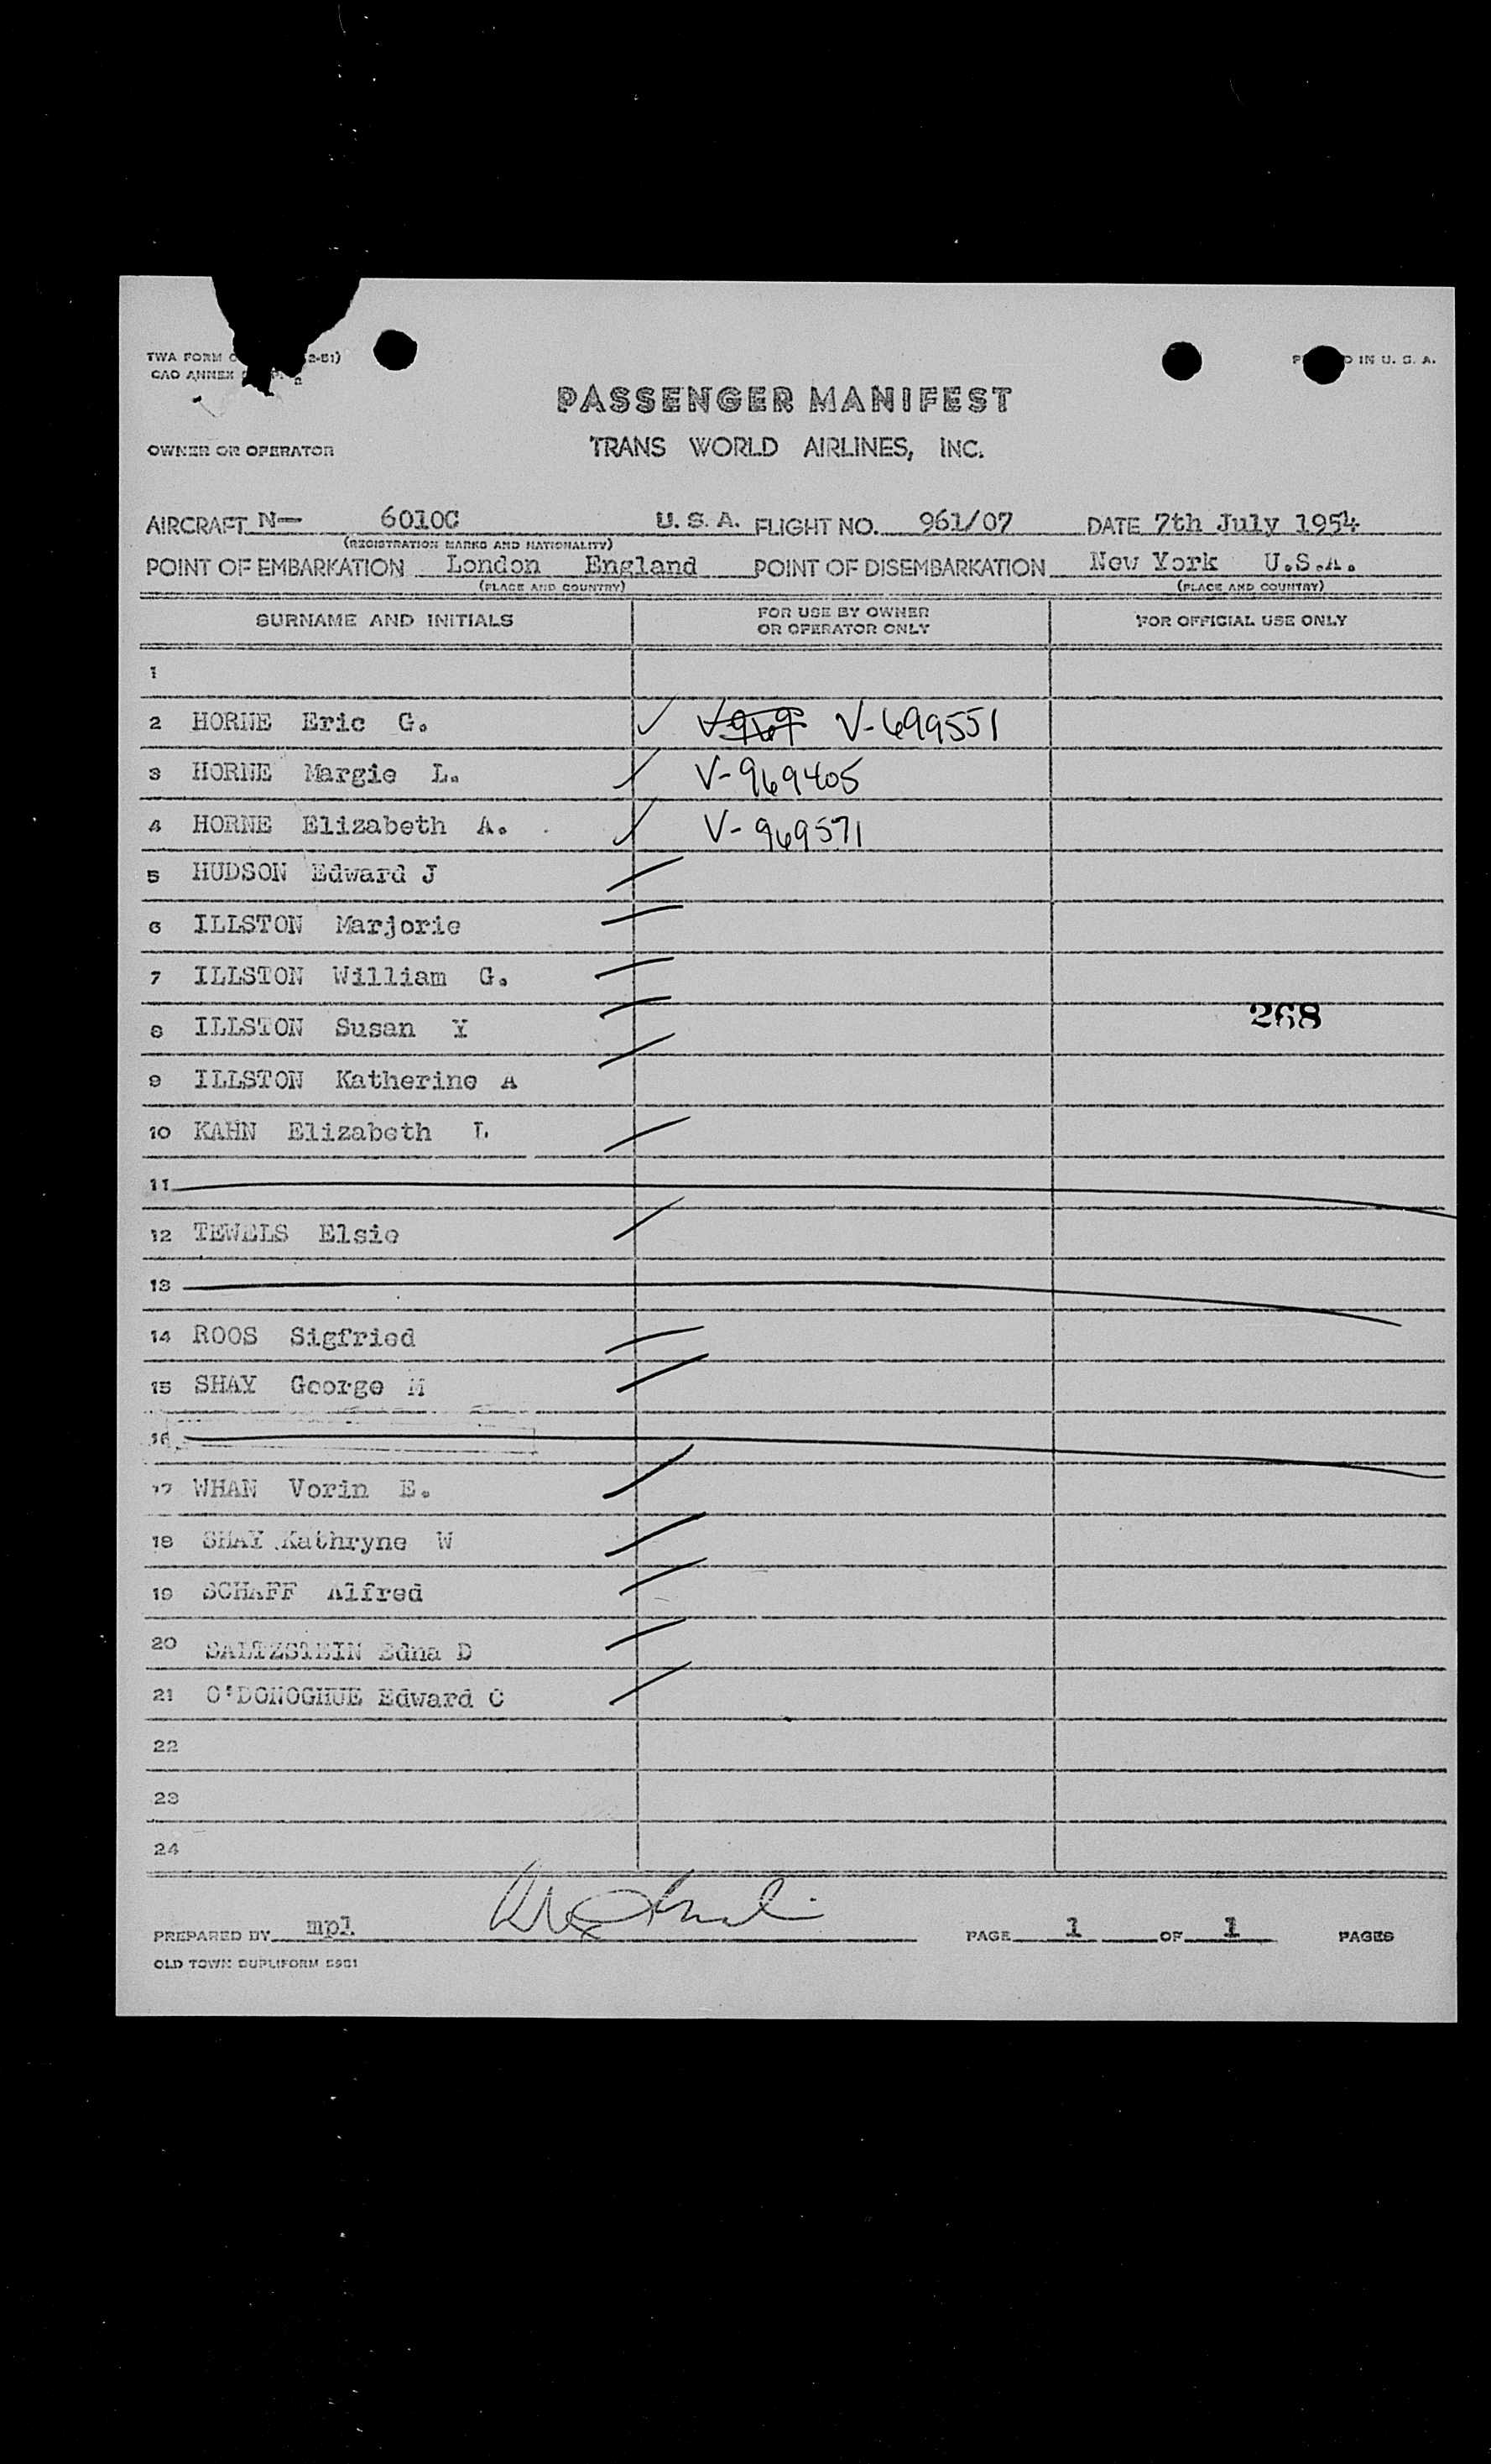 TWA FORM
2-51)
CAO ANNEX
IN U. S. A.
PASSENGER MANIFEST
OWNER OR OPERATOR
TRANS WORLD AIRLINES, INC.
AIRCRAFT N— 6010C U. S. A. FLIGHT NO. 961/07 DATE 7th July 1954
(REGISTRATION MARKS AND NATIONALITY)
POINT OF EMBARKATION London England POINT OF DISEMBARKATION New York U.S.A.
(PLACE AND COUNTRY) (PLACE AND COUNTRY)
SURNAME AND INITIALS
FOR USE BY OWNER
OR OPERATOR ONLY
FOR OFFICIAL USE ONLY
1
2 HORNE Eric G. ✓ V-969 V-699551
3 HORNE Margie L. V-969405
4 HORNE Elizabeth A. V-969571
5 HUDSON Edward J
6 ILLSTON Marjorie
7 ILLSTON William G.
8 ILLSTON Susan Y
268
9 ILLSTON Katherine A
10 KAHN Elizabeth L
11
12 TEWELS Elsie
13
14 ROOS Sigfried
15 SHAY George M
16
17 WHAN Vorin E.
18 SHAY Kathryne W
19 SCHAFF Alfred
20 SALTZSTEIN Edna D
21 O'DONOGHUE Edward C
22
23
24
PREPARED BY mpl PAGE 1 OF 1 PAGES
OLD TOWN DUPLIFORM